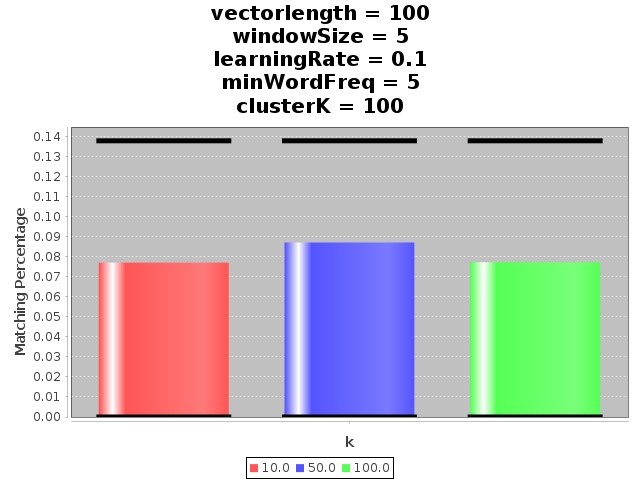 vectorlength = 100
windowSize = 5
learningRate = 0.1
minWordFreq = 5
clusterK = 100
Matching Percentage
0.14
0.13
0.12
0.11
0.10
0.09
0.08
0.07
0.06
0.05
0.04
0.03
0.02
0.01
0.00
k
10.0 50.0 100.0